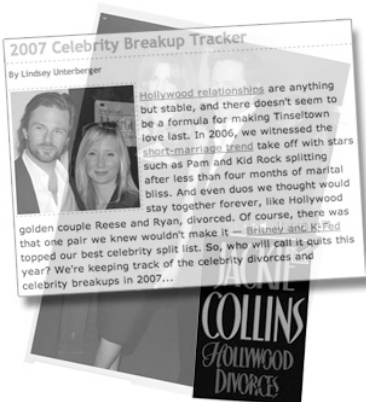 2007 Celebrity Breakup Tracker
By Lindsey Unterberger
Hollywood relationships are anything
but stable, and there doesn't seem to
be a formula for making Tinseltown
love last. In 2006, we witnessed the
short-marriage trend take off with stars
such as Pam and Kid Rock splitting
after less than four months of marital
bliss. And even duos we thought would
stay together forever, like Hollywood
golden couple Reese and Ryan, divorced. Of course, there was
that one pair we knew wouldn't make it — Britney and K-Fed
topped our best celebrity split list. So, who will call it quits this
year? We're keeping track of the celebrity divorces and
celebrity breakups in 2007...
JACKIE
COLLINS
HOLLYWOOD
DIVORCES